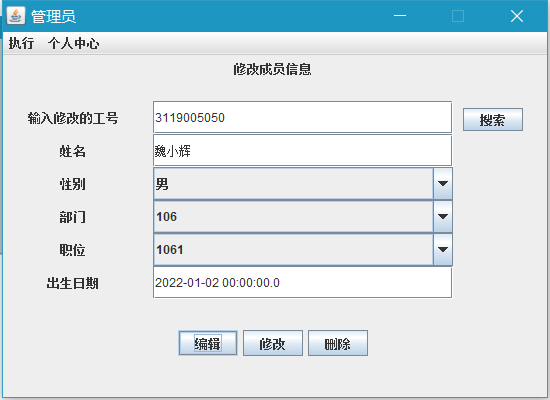 管理员
执行 个人中心
修改成员信息
输入修改的工号 3119005050 搜索
姓名 魏小辉
性别 男
部门 106
职位 1061
出生日期 2022-01-02 00:00:00.0
编辑 修改 删除